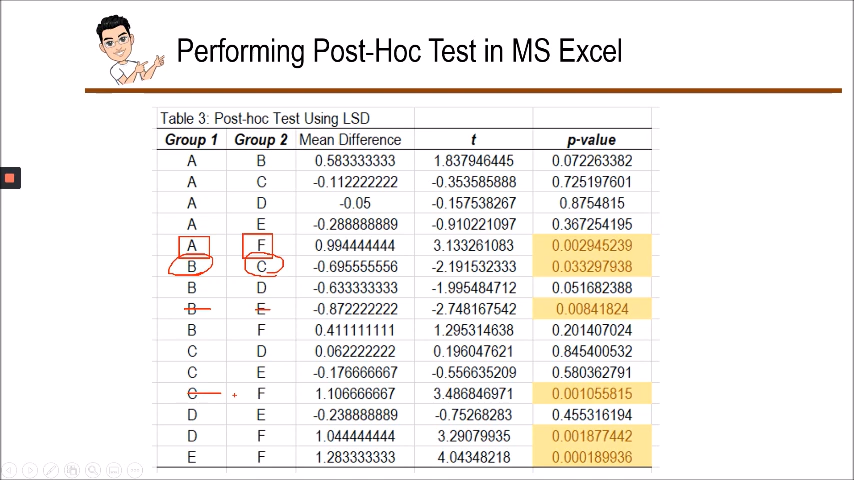 Performing Post-Hoc Test in MS Excel
Table 3: Post-hoc Test Using LSD
Group 1 Group 2 Mean Difference t p-value
A B 0.583333333 1.837946445 0.072263382
A C -0.112222222 -0.353585888 0.725197601
A D -0.05 -0.157538267 0.8754815
A E -0.288888889 -0.910221097 0.367254195
A F 0.994444444 3.133261083 0.002945239
B C -0.695555556 -2.191532333 0.033297938
B D -0.633333333 -1.995484712 0.051682388
B E -0.872222222 -2.748167542 0.00841824
B F 0.411111111 1.295314638 0.201407024
C D 0.062222222 0.196047621 0.845400532
C E -0.176666667 -0.556635209 0.580362791
C F 1.106666667 3.486846971 0.001055815
D E -0.238888889 -0.75268283 0.455316194
D F 1.044444444 3.29079935 0.001877442
E F 1.283333333 4.04348218 0.000189936